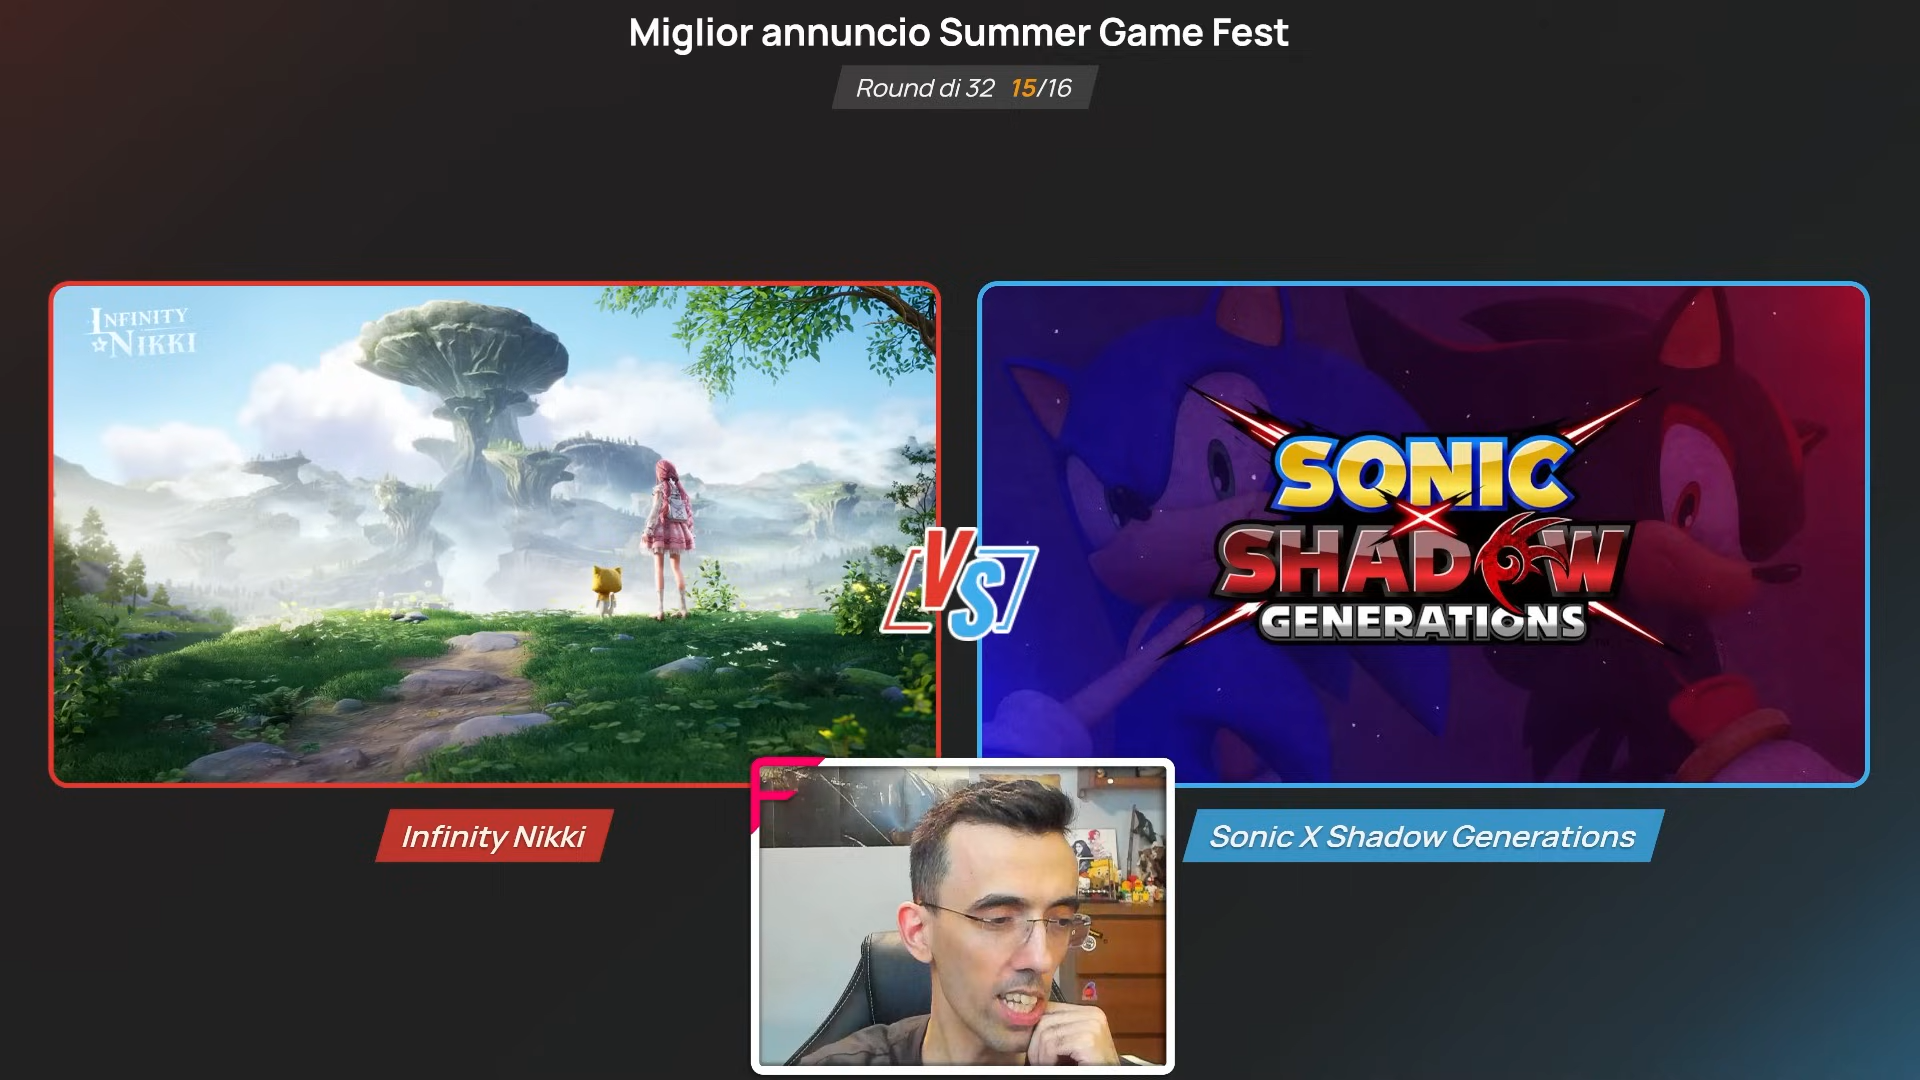 Miglior annuncio Summer Game Fest
Round di 32 15/16
INFINITY
NIKKI
SONIC
X
SHADOW
GENERATIONS
VS
Infinity Nikki
Sonic X Shadow Generations